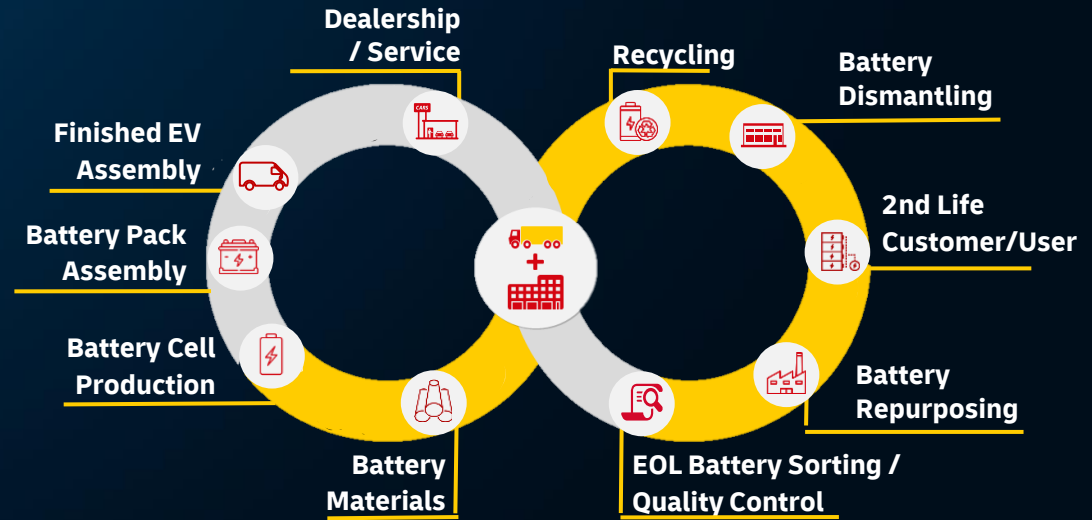 Dealership
/ Service
Recycling
Battery
Dismantling
Finished EV
Assembly
CARS
2nd Life
Customer/User
Battery Pack
Assembly
Battery Cell
Production
Battery
Repurposing
Battery
Materials
EOL Battery Sorting /
Quality Control